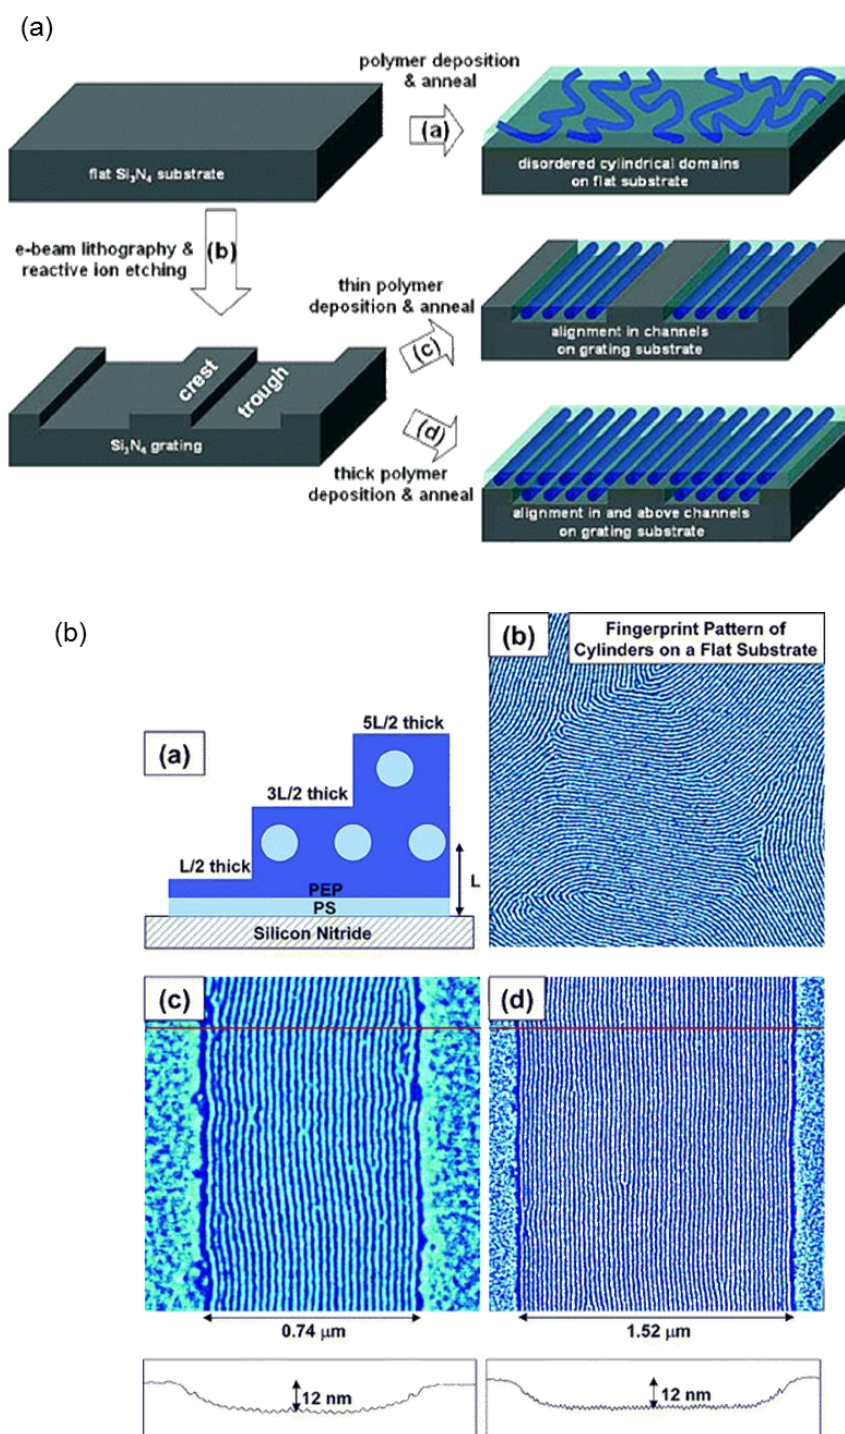 (a)
polymer deposition
& anneal
(a)
flat Si₃N₄ substrate
disordered cylindrical domains
on flat substrate
e-beam lithography &
reactive ion etching
(b)
thin polymer
deposition & anneal
(c)
alignment in channels
on grating substrate
crest
trough
Si₃N₄ grating
(d)
thick polymer
deposition & anneal
alignment in and above channels
on grating substrate
(b)
(a)
5L/2 thick
3L/2 thick
L/2 thick
L
PEP
PS
Silicon Nitride
(b)
Fingerprint Pattern of
Cylinders on a Flat Substrate
(c)
(d)
0.74 μm
1.52 μm
12 nm
12 nm